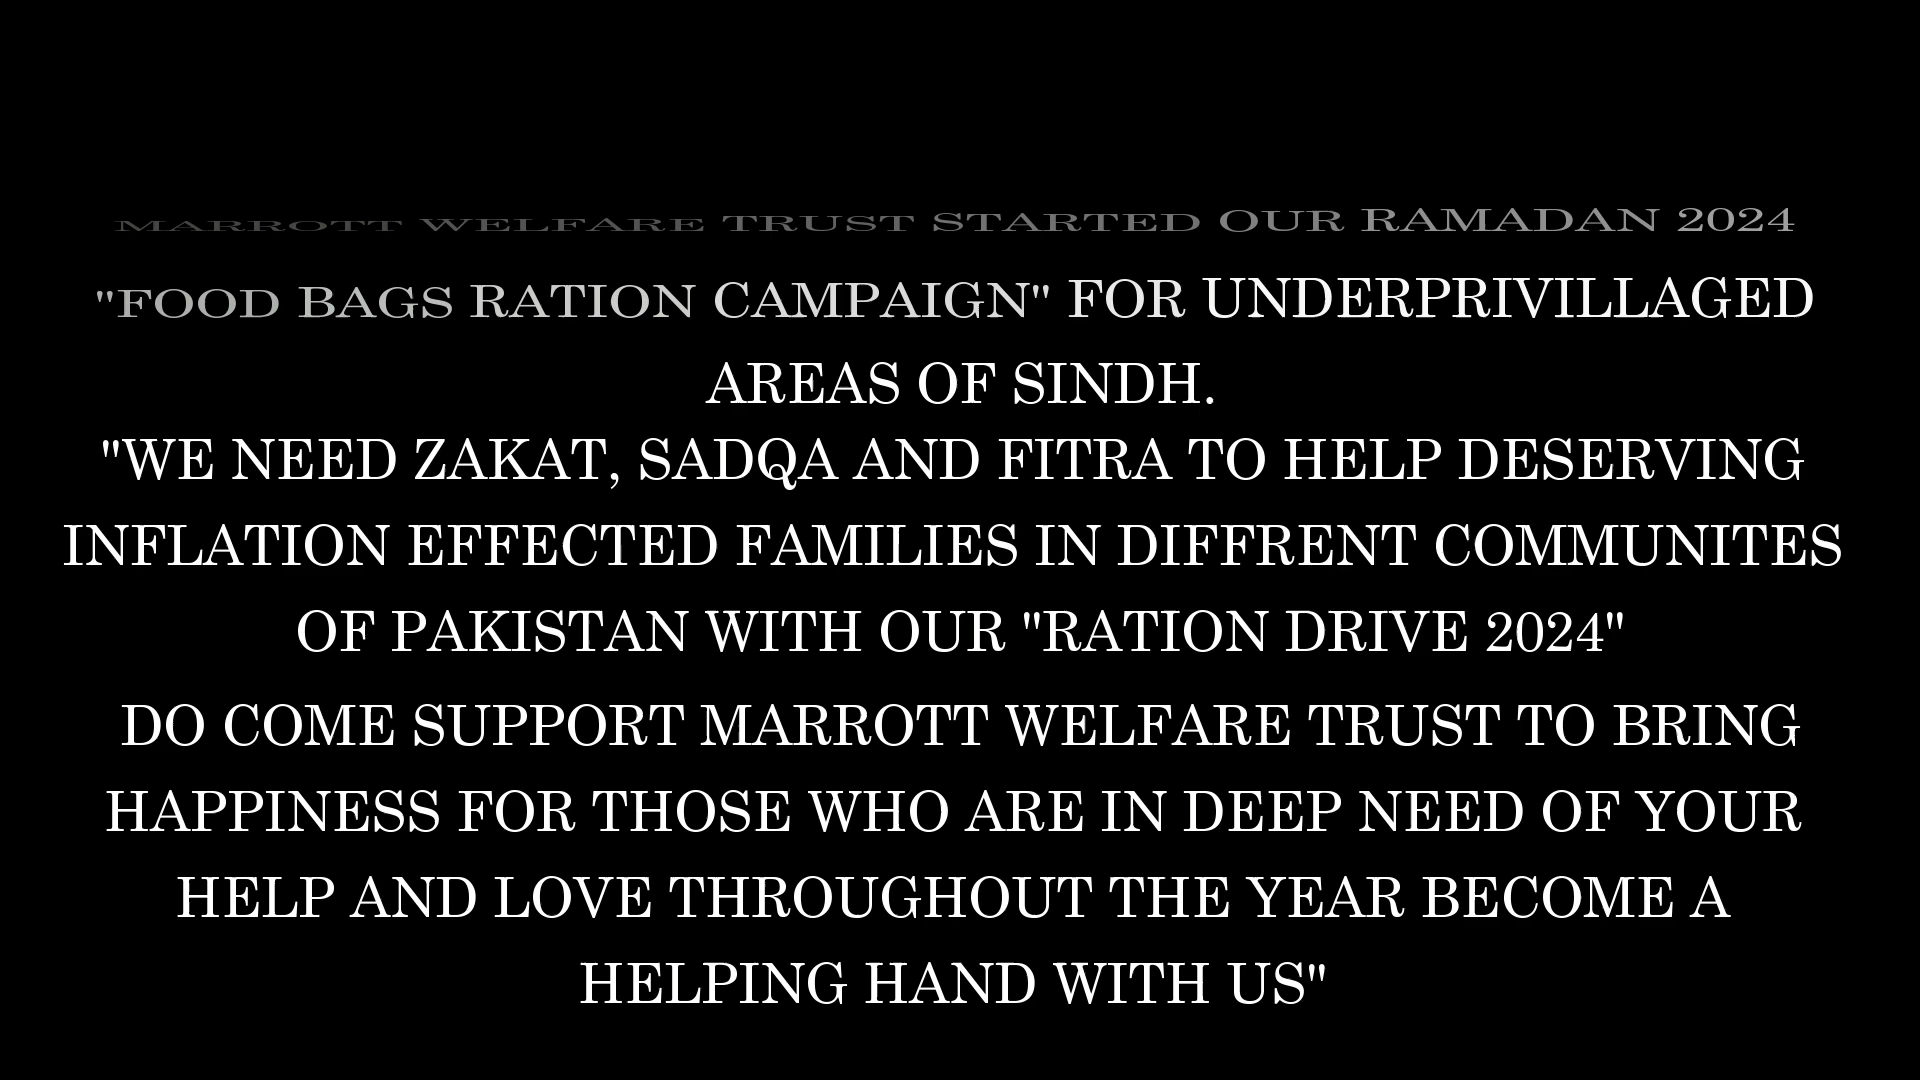 MARROTT WELFARE TRUST STARTED OUR RAMADAN 2024
"FOOD BAGS RATION CAMPAIGN" FOR UNDERPRIVILLAGED
AREAS OF SINDH.
"WE NEED ZAKAT, SADQA AND FITRA TO HELP DESERVING
INFLATION EFFECTED FAMILIES IN DIFFRENT COMMUNITES
OF PAKISTAN WITH OUR "RATION DRIVE 2024"
DO COME SUPPORT MARROTT WELFARE TRUST TO BRING
HAPPINESS FOR THOSE WHO ARE IN DEEP NEED OF YOUR
HELP AND LOVE THROUGHOUT THE YEAR BECOME A
HELPING HAND WITH US"